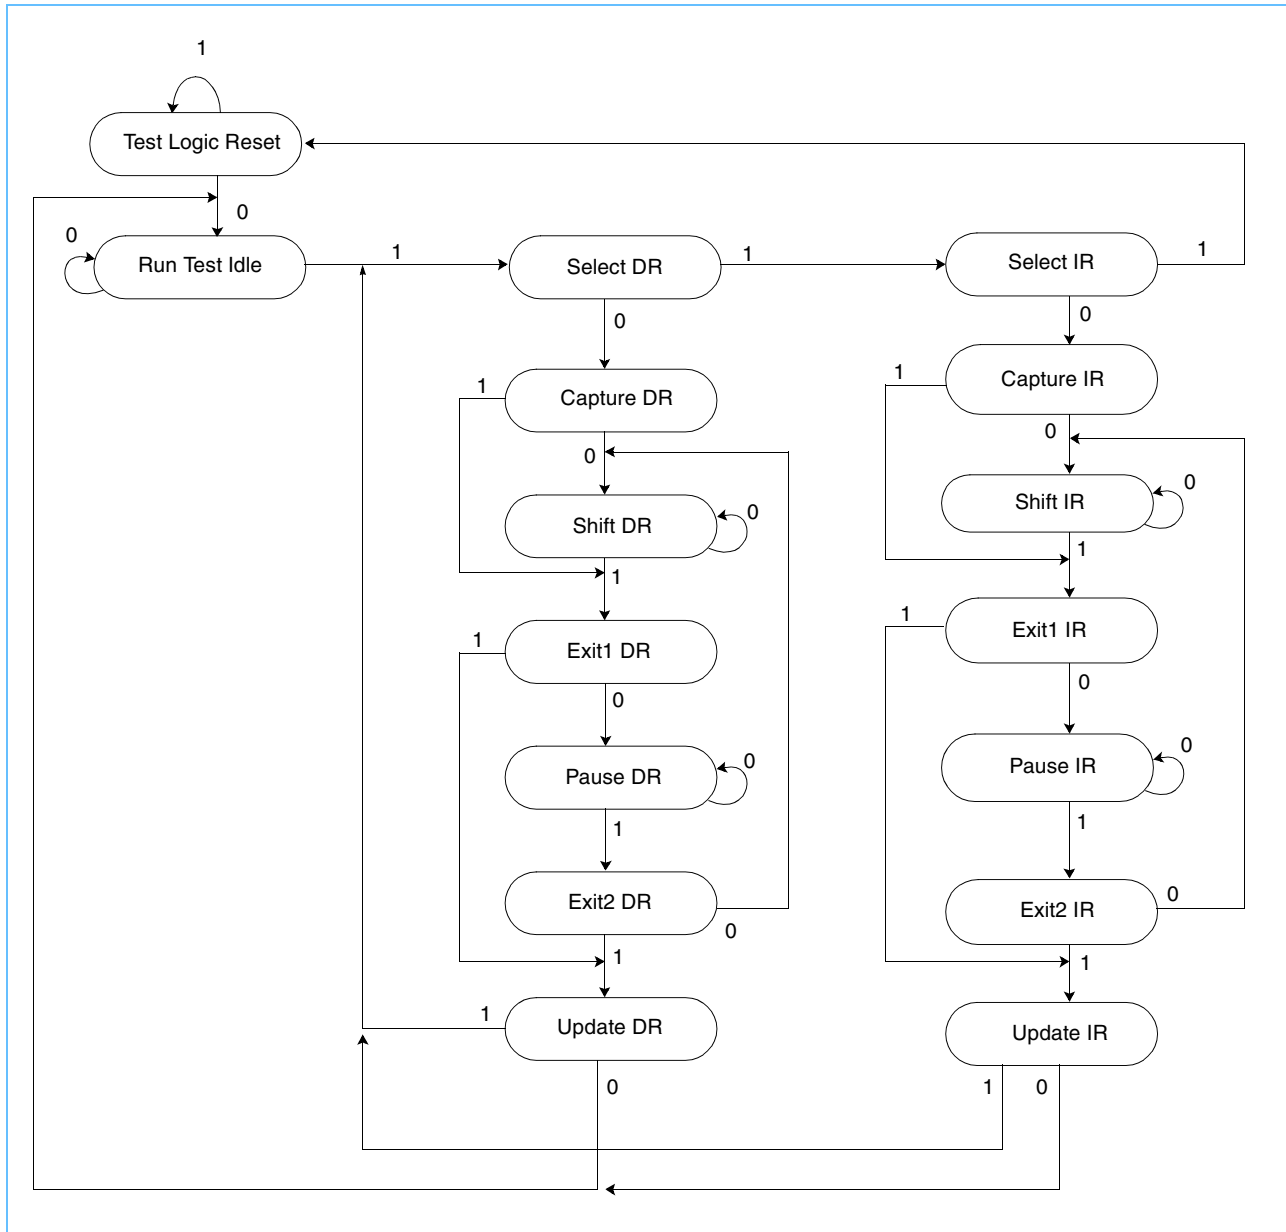 1
Test Logic Reset
0
0
Run Test Idle
1
Select DR
1
Select IR
1
0
0
Capture DR
1
Capture IR
1
0
0
Shift DR
0
Shift IR
0
1
1
Exit1 DR
1
Exit1 IR
1
0
0
Pause DR
0
Pause IR
0
1
1
Exit2 DR
0
Exit2 IR
0
1
1
Update DR
1
Update IR
0
1
0